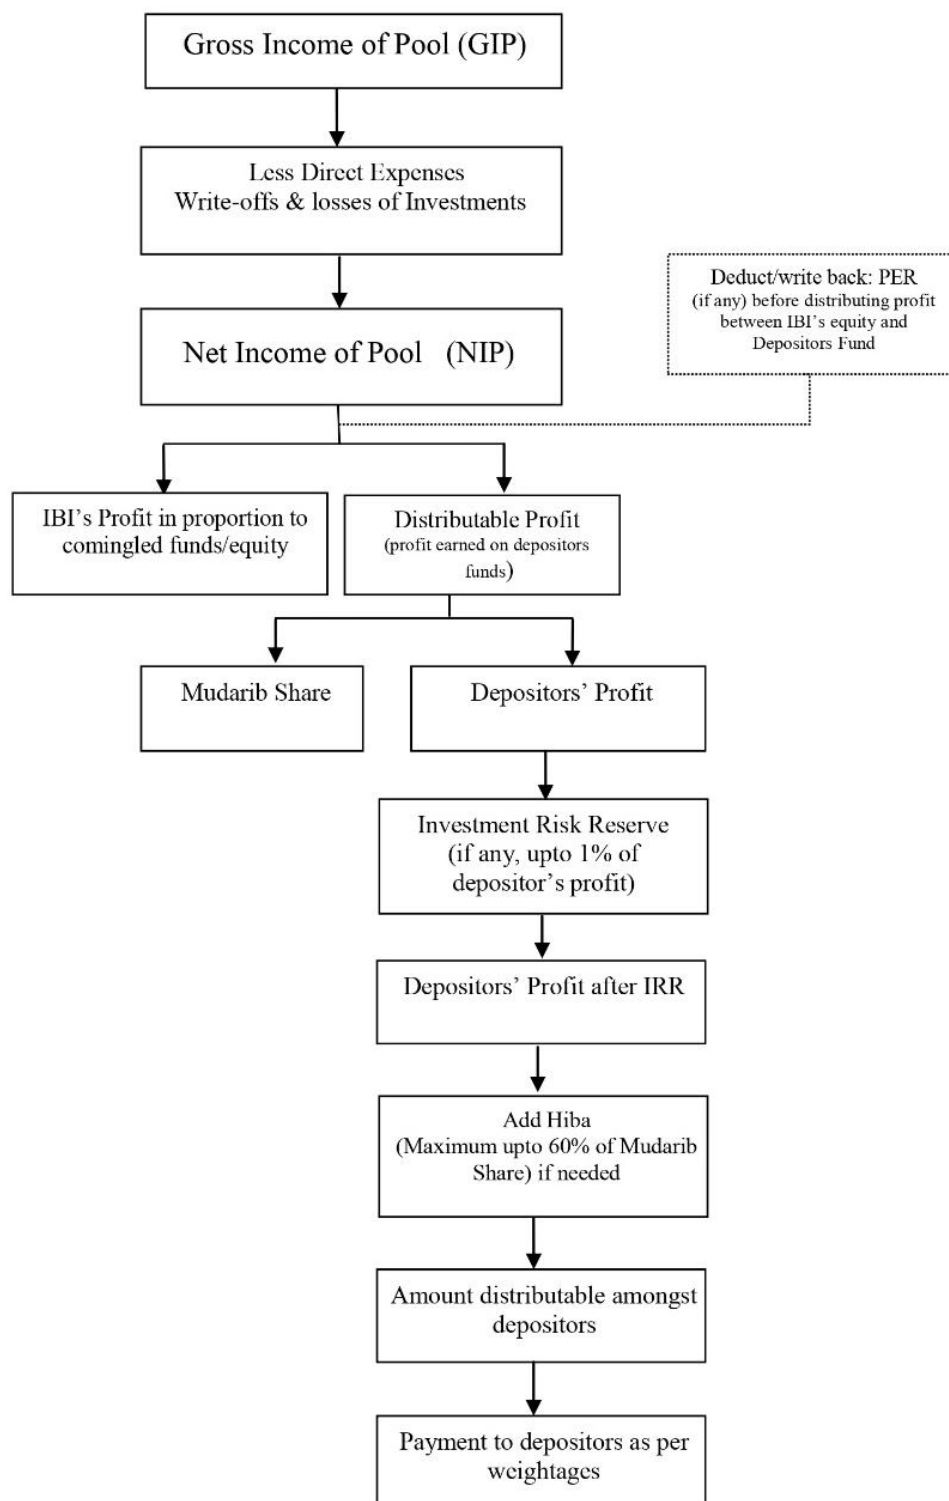 Gross Income of Pool (GIP)
Less Direct Expenses
Write-offs & losses of Investments
Deduct/write back: PER
(if any) before distributing profit
between IBI's equity and
Depositors Fund
Net Income of Pool (NIP)
IBI's Profit in proportion to
comingled funds/equity
Distributable Profit
(profit earned on depositors
funds)
Mudarib Share
Depositors' Profit
Investment Risk Reserve
(if any, upto 1% of
depositor's profit)
Depositors' Profit after IRR
Add Hiba
(Maximum upto 60% of Mudarib
Share) if needed
Amount distributable amongst
depositors
Payment to depositors as per
weightages